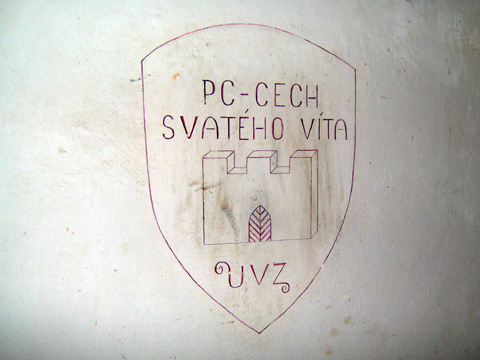 PC-CECH
SVATÉHO VÍTA
UVZ